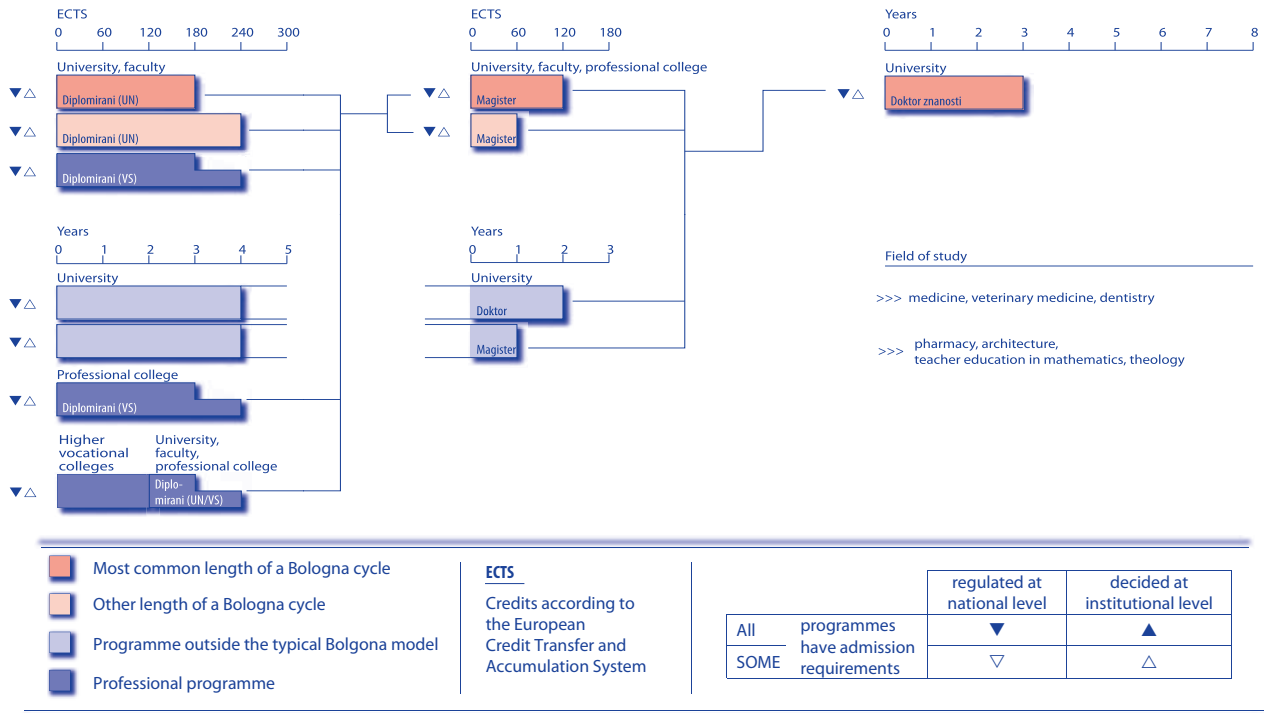 ECTS
0 60 120 180 240 300
University, faculty
Diplomirani (UN)
Diplomirani (UN)
Diplomirani (VS)
Years
0 1 2 3 4 5
University
Professional college
Diplomirani (VS)
Higher
vocational
colleges
University,
faculty,
professional college
Diplo-
mirani (UN/VS)
ECTS
0 60 120 180
University, faculty, professional college
Magister
Magister
Years
0 1 2 3
University
Doktor
Magister
Years
0 1 2 3 4 5 6 7 8
University
Doktor znanosti
Field of study
>>> medicine, veterinary medicine, dentistry
>>> pharmacy, architecture,
teacher education in mathematics, theology
Most common length of a Bologna cycle
Other length of a Bologna cycle
Programme outside the typical Bolgona model
Professional programme
ECTS
Credits according to
the European
Credit Transfer and
Accumulation System
regulated at
national level
decided at
institutional level
All
SOME
programmes
have admission
requirements